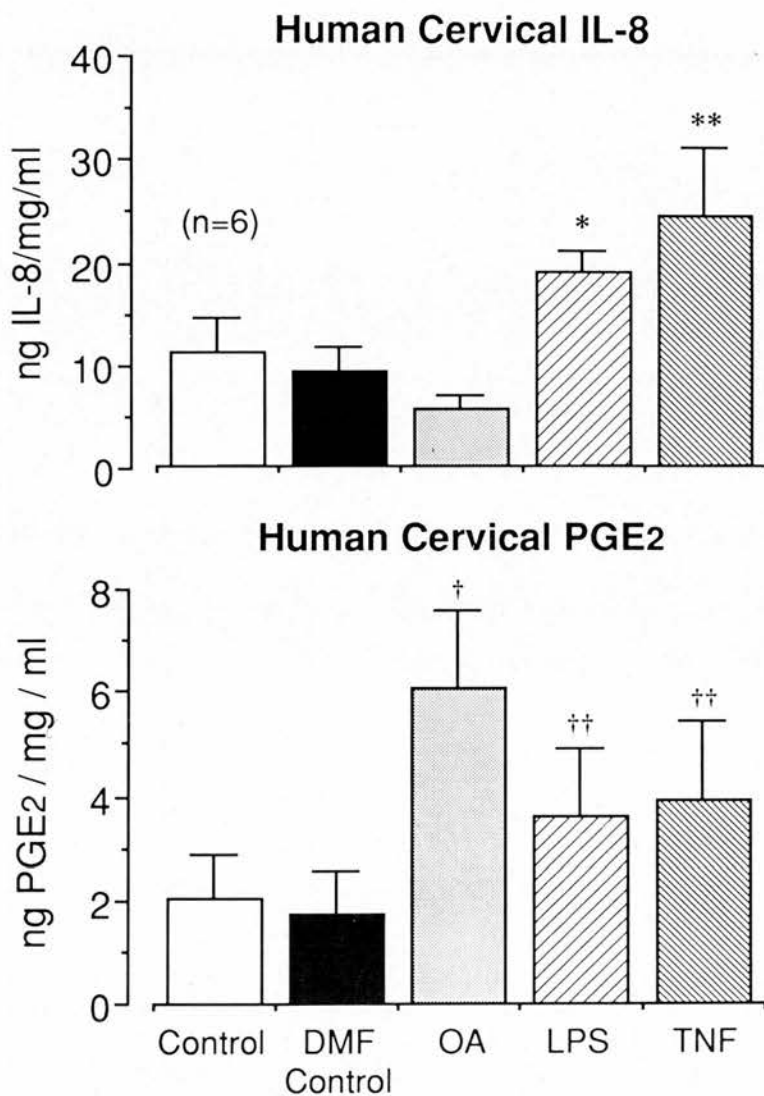 Human Cervical IL-8
ng IL-8/mg/ml
40
30
20
10
0
(n=6)
*
**
Human Cervical PGE2
ng PGE2 / mg / ml
8
6
4
2
0
†
††
††
Control
DMF
Control
OA
LPS
TNF